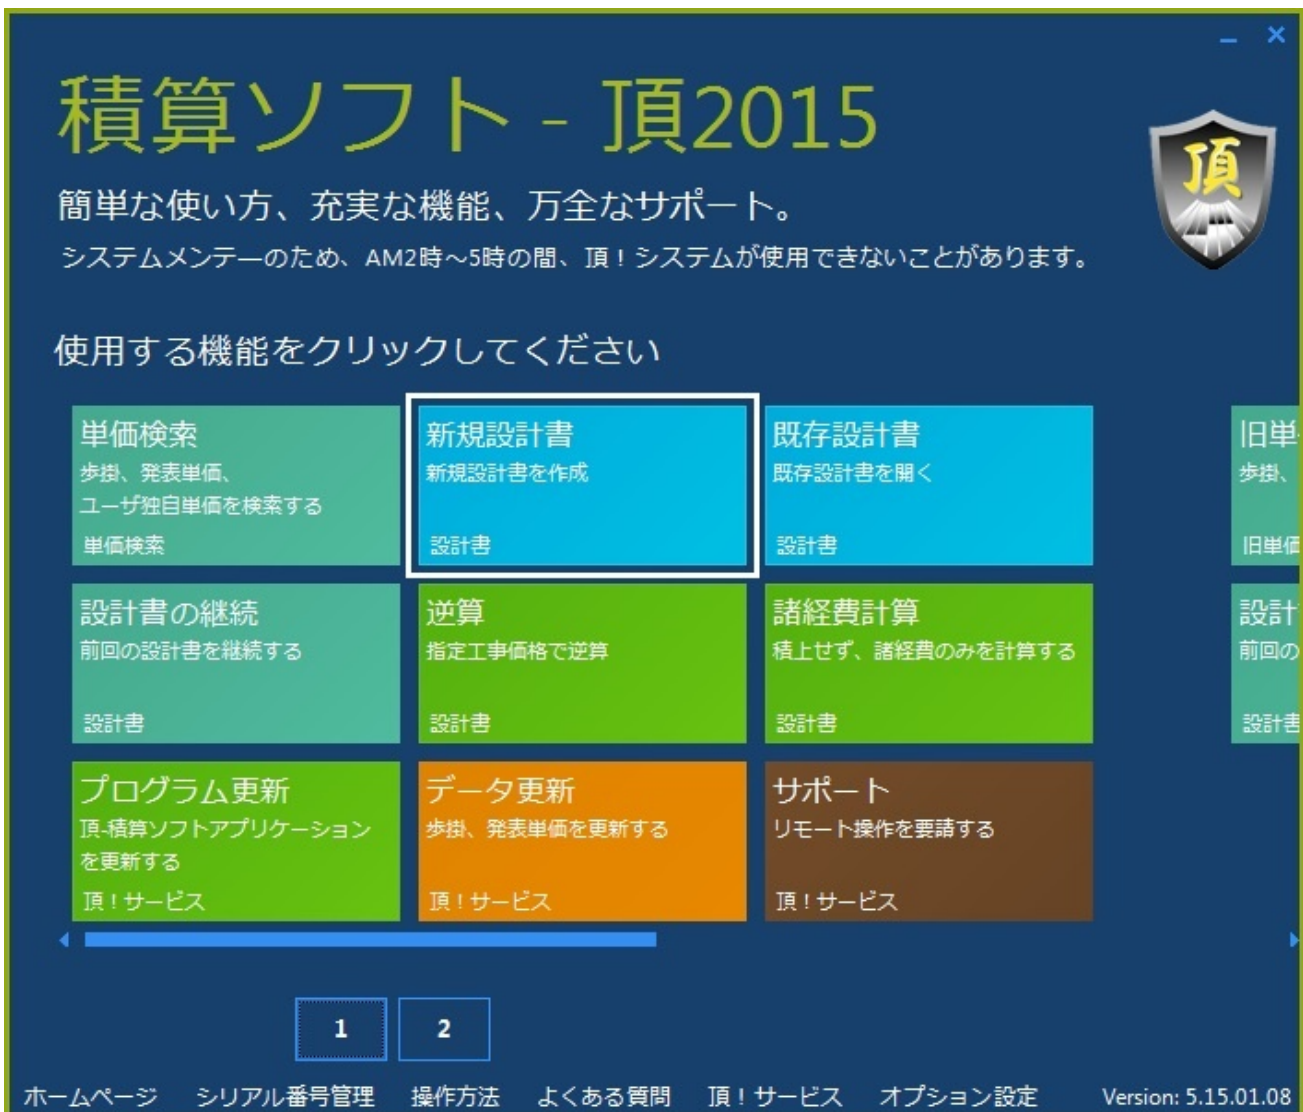 積算ソフト - 頂2015
頂
簡単な使い方、充実な機能、万全なサポート。
システムメンテーのため、AM2時～5時の間、頂！システムが使用できないことがあります。
使用する機能をクリックしてください
単価検索
歩掛、発表単価、
ユーザ独自単価を検索する
単価検索
新規設計書
新規設計書を作成
設計書
既存設計書
既存設計書を開く
設計書
旧単
歩掛、
旧単価
設計書の継続
前回の設計書を継続する
設計書
逆算
指定工事価格で逆算
設計書
諸経費計算
積上せず、諸経費のみを計算する
設計書
設計
前回の
設計書
プログラム更新
頂-積算ソフトアプリケーション
を更新する
頂！サービス
データ更新
歩掛、発表単価を更新する
頂！サービス
サポート
リモート操作を要請する
頂！サービス
1
2
ホームページ
シリアル番号管理
操作方法
よくある質問
頂！サービス
オプション設定
Version: 5.15.01.08